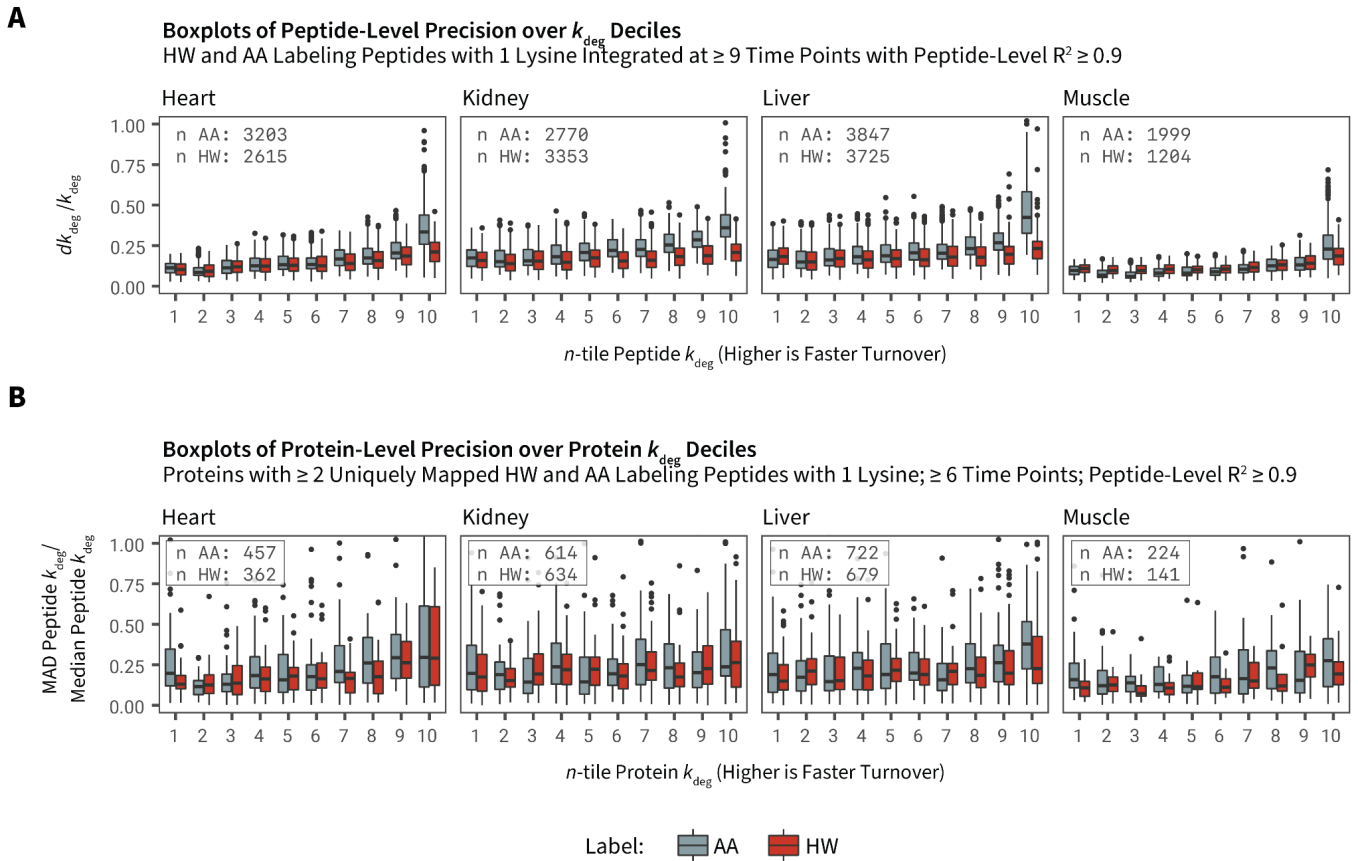 A
Boxplots of Peptide-Level Precision over kdeg Deciles
HW and AA Labeling Peptides with 1 Lysine Integrated at ≥ 9 Time Points with Peptide-Level R² ≥ 0.9
Heart Kidney Liver Muscle
n AA: 3203 n AA: 2770 n AA: 3847 n AA: 1999
n HW: 2615 n HW: 3353 n HW: 3725 n HW: 1204
1.00
0.75
0.50
0.25
0.00
dkdeg/kdeg
1 2 3 4 5 6 7 8 9 10 1 2 3 4 5 6 7 8 9 10 1 2 3 4 5 6 7 8 9 10 1 2 3 4 5 6 7 8 9 10
n-tile Peptide kdeg (Higher is Faster Turnover)
B
Boxplots of Protein-Level Precision over Protein kdeg Deciles
Proteins with ≥ 2 Uniquely Mapped HW and AA Labeling Peptides with 1 Lysine; ≥ 6 Time Points; Peptide-Level R² ≥ 0.9
Heart Kidney Liver Muscle
n AA: 457 n AA: 614 n AA: 722 n AA: 224
n HW: 362 n HW: 634 n HW: 679 n HW: 141
1.00
0.75
0.50
0.25
0.00
MAD Peptide kdeg/
Median Peptide kdeg
1 2 3 4 5 6 7 8 9 10 1 2 3 4 5 6 7 8 9 10 1 2 3 4 5 6 7 8 9 10 1 2 3 4 5 6 7 8 9 10
n-tile Protein kdeg (Higher is Faster Turnover)
Label: AA HW